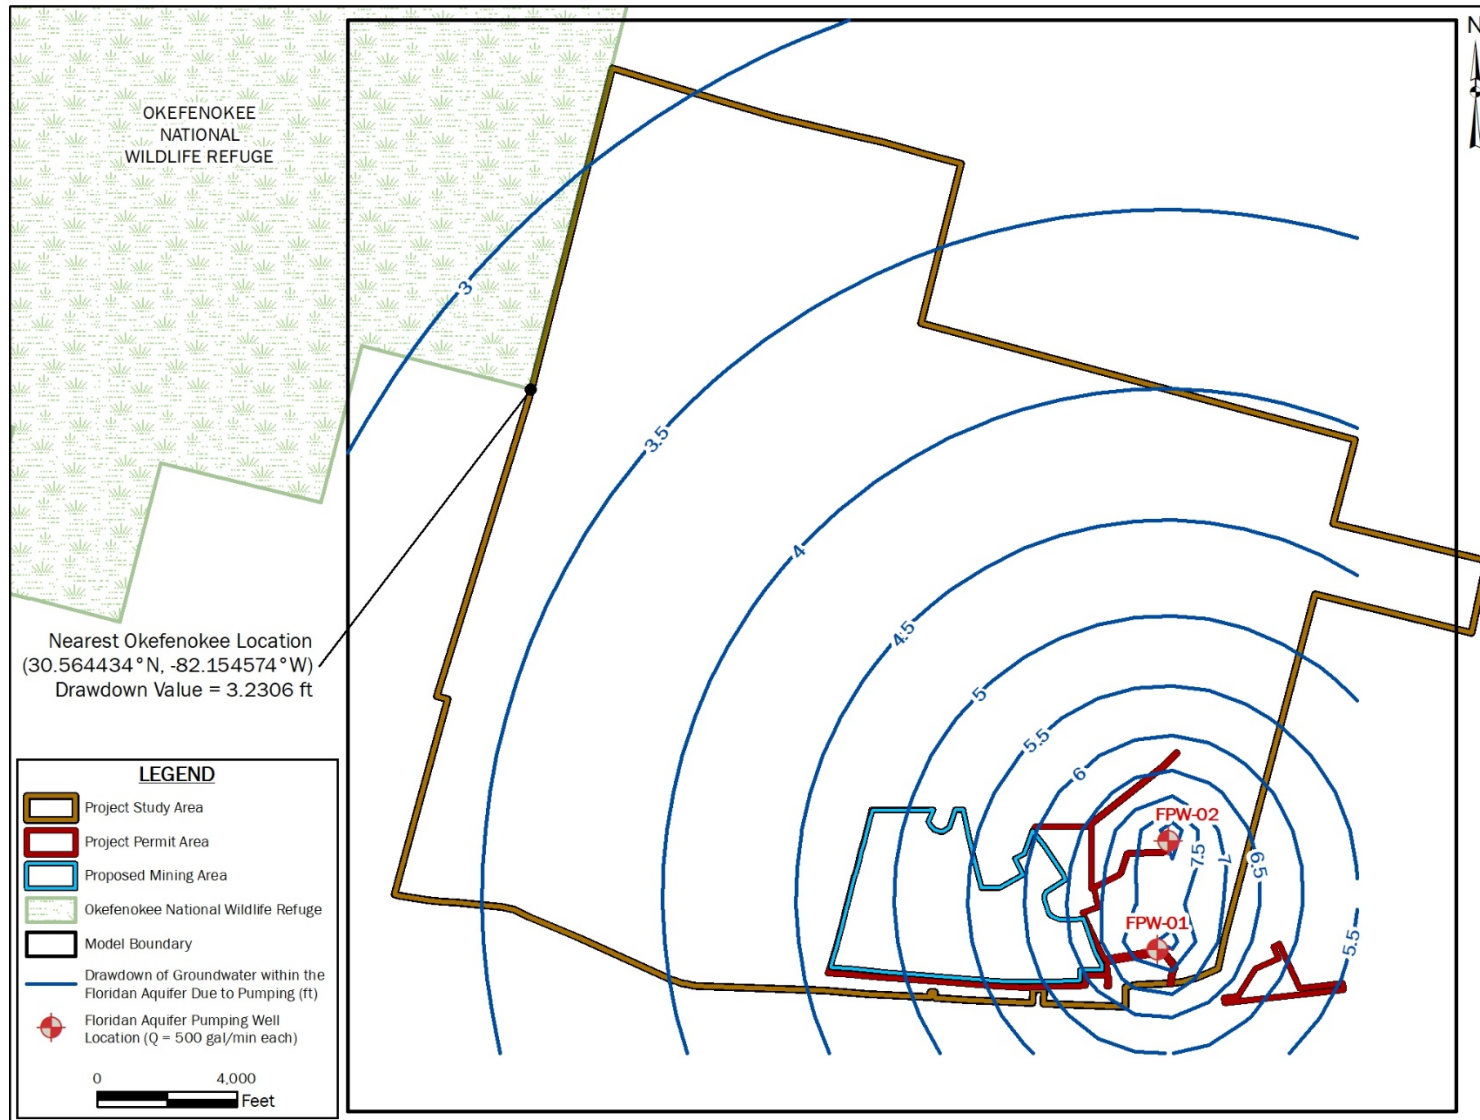 OKEFENOKEE
NATIONAL
WILDLIFE REFUGE
N
3
3.5
4
4.5
5
5.5
6
6.5
7
7.5
5.5
FPW-02
FPW-01
Nearest Okefenokee Location
(30.564434°N, -82.154574°W)
Drawdown Value = 3.2306 ft
LEGEND
Project Study Area
Project Permit Area
Proposed Mining Area
Okefenokee National Wildlife Refuge
Model Boundary
Drawdown of Groundwater within the
Floridan Aquifer Due to Pumping (ft)
Floridan Aquifer Pumping Well
Location (Q = 500 gal/min each)
0 4,000
Feet